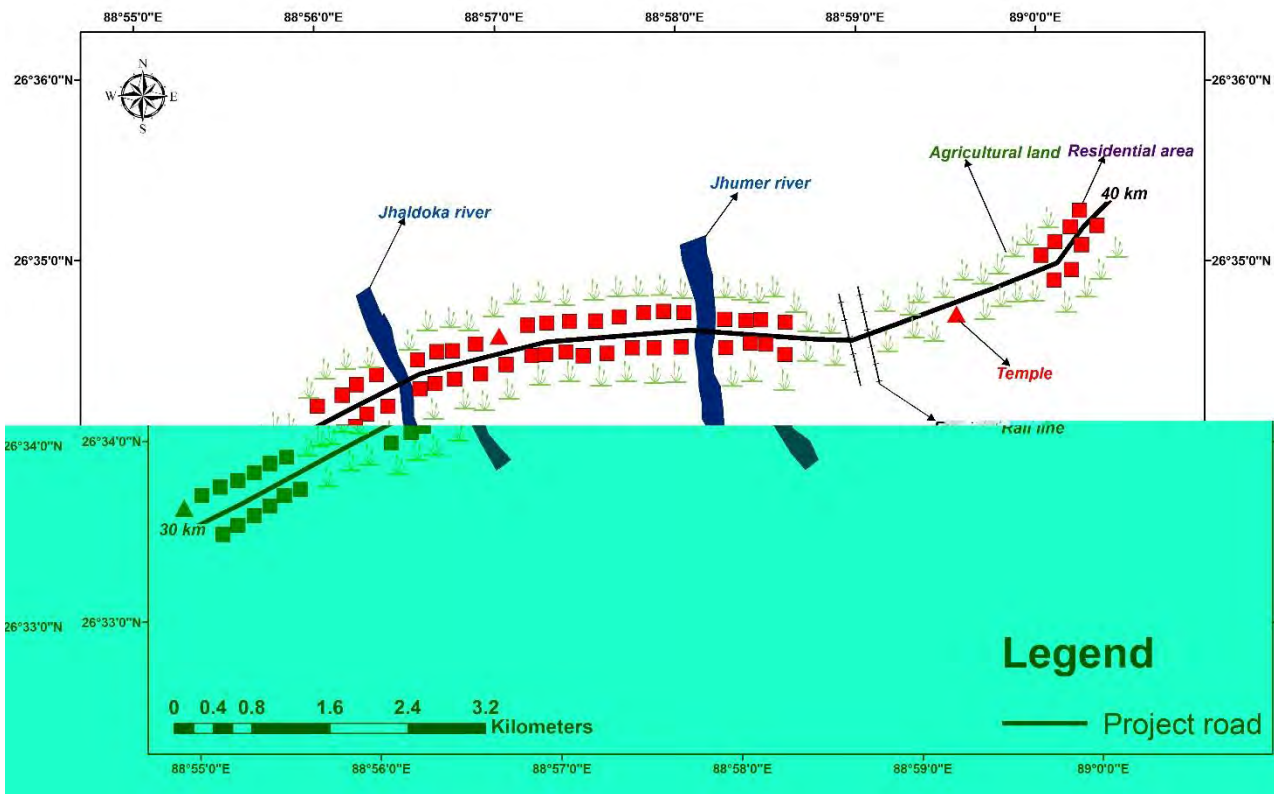 88°55'0"E 88°56'0"E 88°57'0"E 88°58'0"E 88°59'0"E 89°0'0"E
26°36'0"N 26°36'0"N
N
W E
S
Agricultural land Residential area
Jhumer river
40 km
Jhaldoka river
26°35'0"N 26°35'0"N
Temple
Rail line
26°34'0"N 26°34'0"N
30 km
26°33'0"N 26°33'0"N
Legend
0 0.4 0.8 1.6 2.4 3.2
Kilometers
Project road
88°55'0"E 88°56'0"E 88°57'0"E 88°58'0"E 88°59'0"E 89°0'0"E